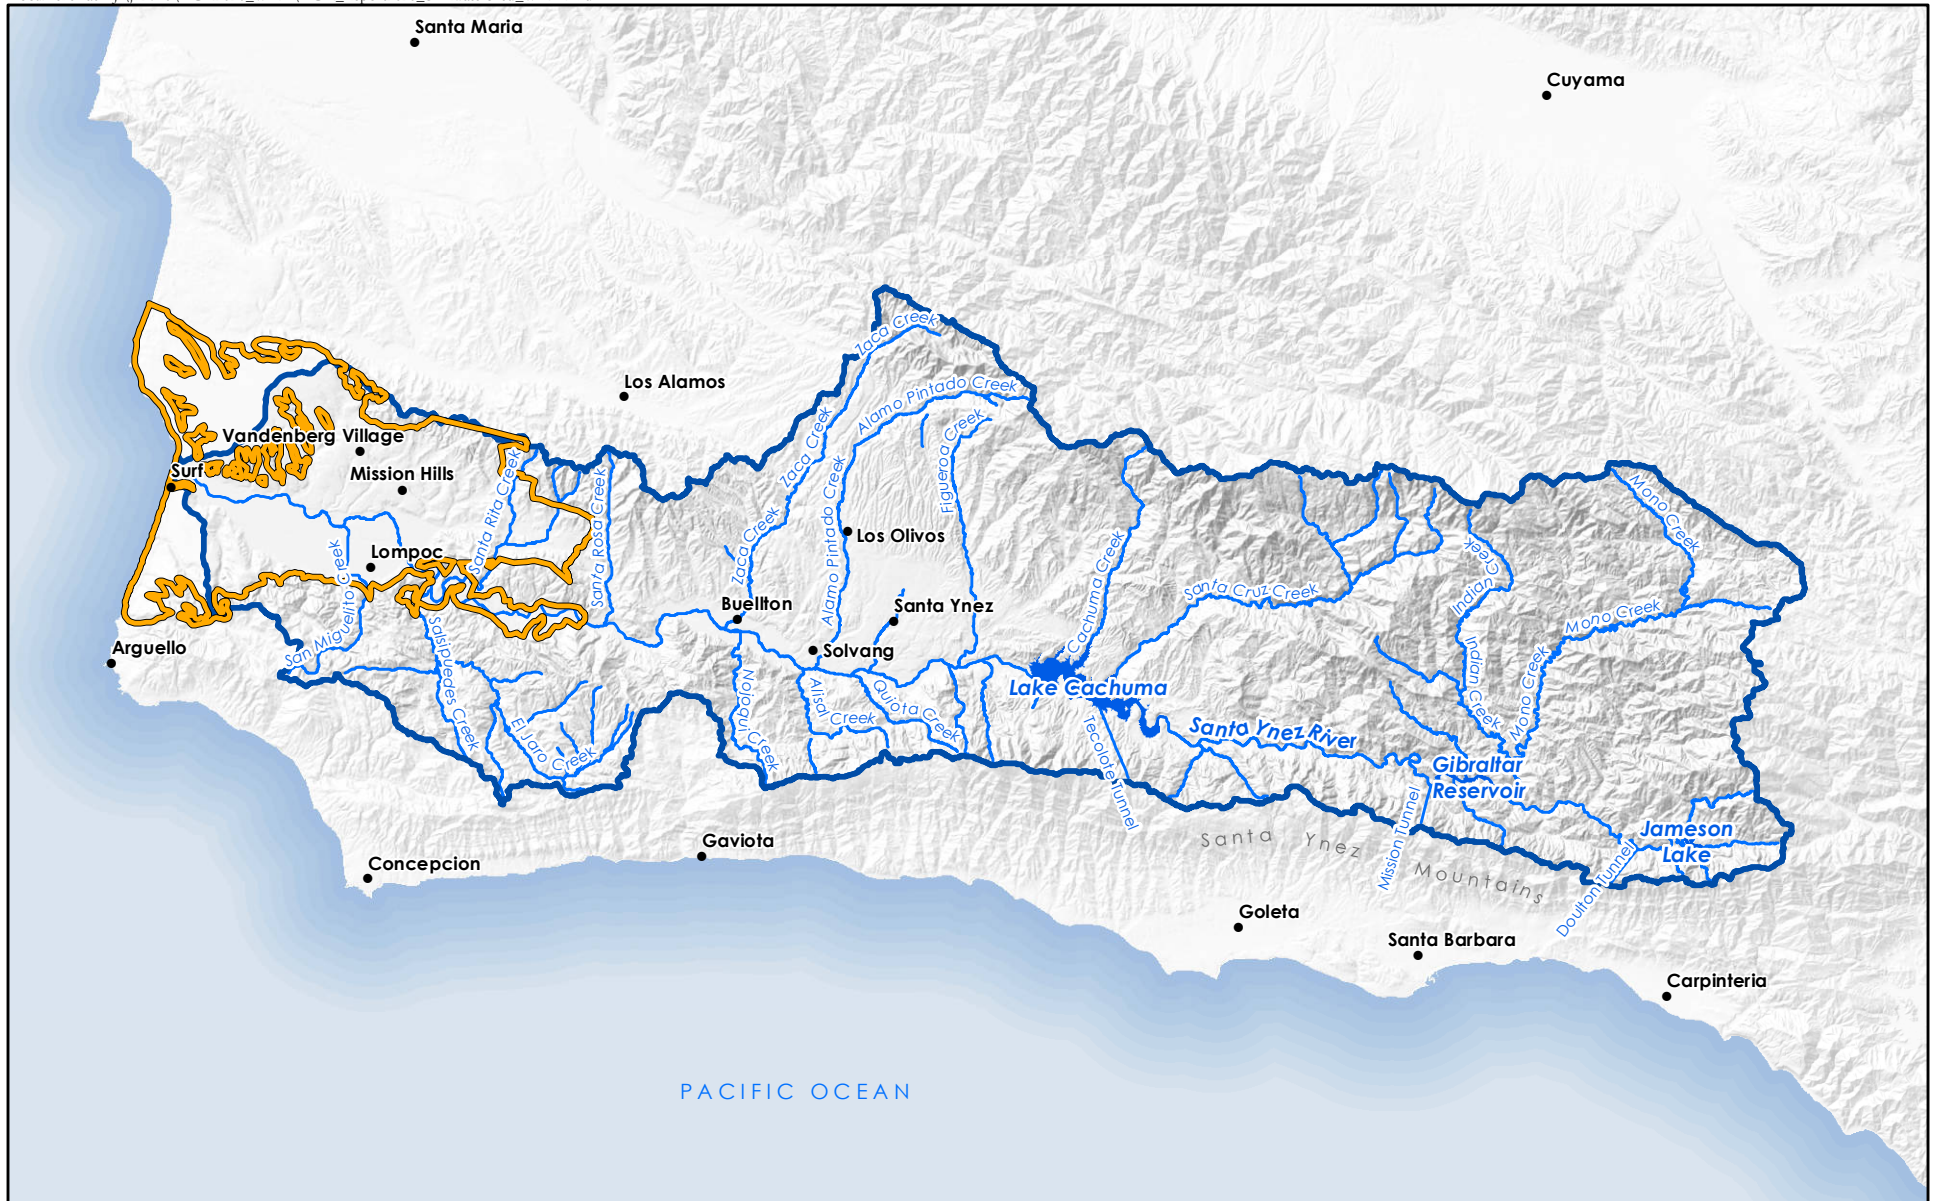 Santa Maria
Cuyama
Zaca Creek
Los Alamos
Alamo Pintado Creek
Zaca Creek
Figueroa Creek
Vandenberg Village
Surf
Mission Hills
Santa Rita Creek
Santa Rosa Creek
Alamo Pintado Creek
Zaca Creek
Los Olivos
Mono Creek
Indian
Creek
Lompoc
San Miguelito Creek
Cachuma Creek
Santa Cruz Creek
Mono Creek
Buellton
Santa Ynez
Arguello
Salsipuedes Creek
Solvang
Lake Cachuma
Nojoqui
Creek
Alisal
Creek
Quiota Creek
Indian Creek
Mono Creek
El Jaro
Creek
Tecolote Tunnel
Santa Ynez River
Gibraltar
Reservoir
Mission Tunnel
Jameson
Lake
Doulton Tunnel
Santa Ynez
Mountains
Gaviota
Concepcion
Goleta
Santa Barbara
Carpinteria
PACIFIC OCEAN